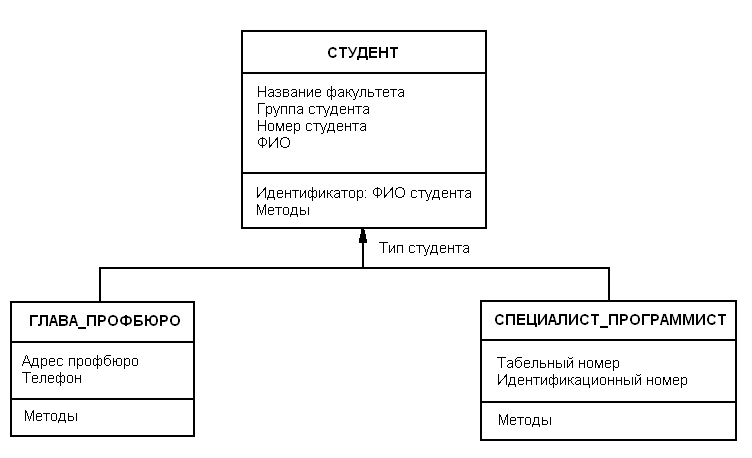 СТУДЕНТ
Название факультета
Группа студента
Номер студента
ФИО
Идентификатор: ФИО студента
Методы
Тип студента
ГЛАВА_ПРОФБЮРО
Адрес профбюро
Телефон
Методы
СПЕЦИАЛИСТ_ПРОГРАММИСТ
Табельный номер
Идентификационный номер
Методы